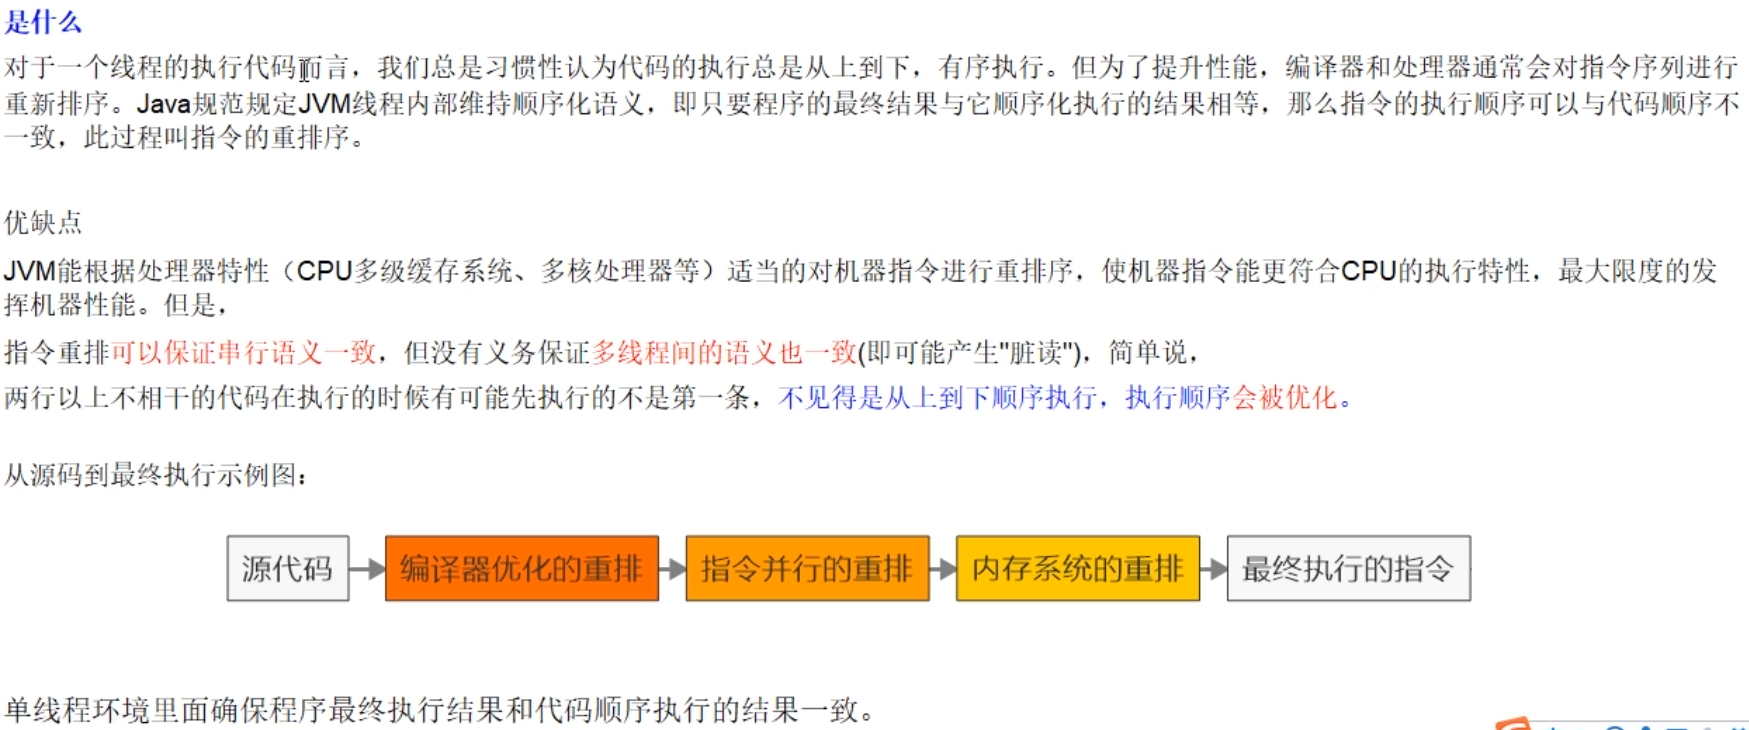 是什么
对于一个线程的执行代码而言，我们总是习惯性认为代码的执行总是从上到下，有序执行。但为了提升性能，编译器和处理器通常会对指令序列进行
重新排序。Java规范规定JVM线程内部维持顺序化语义，即只要程序的最终结果与它顺序化执行的结果相等，那么指令的执行顺序可以与代码顺序不
一致，此过程叫指令的重排序。
优缺点
JVM能根据处理器特性（CPU多级缓存系统、多核处理器等）适当的对机器指令进行重排序，使机器指令能更符合CPU的执行特性，最大限度的发
挥机器性能。但是，
指令重排可以保证串行语义一致，但没有义务保证多线程间的语义也一致(即可能产生"脏读")，简单说，
两行以上不相干的代码在执行的时候有可能先执行的不是第一条，不见得是从上到下顺序执行，执行顺序会被优化。
从源码到最终执行示例图：
源代码
编译器优化的重排
指令并行的重排
内存系统的重排
最终执行的指令
单线程环境里面确保程序最终执行结果和代码顺序执行的结果一致。